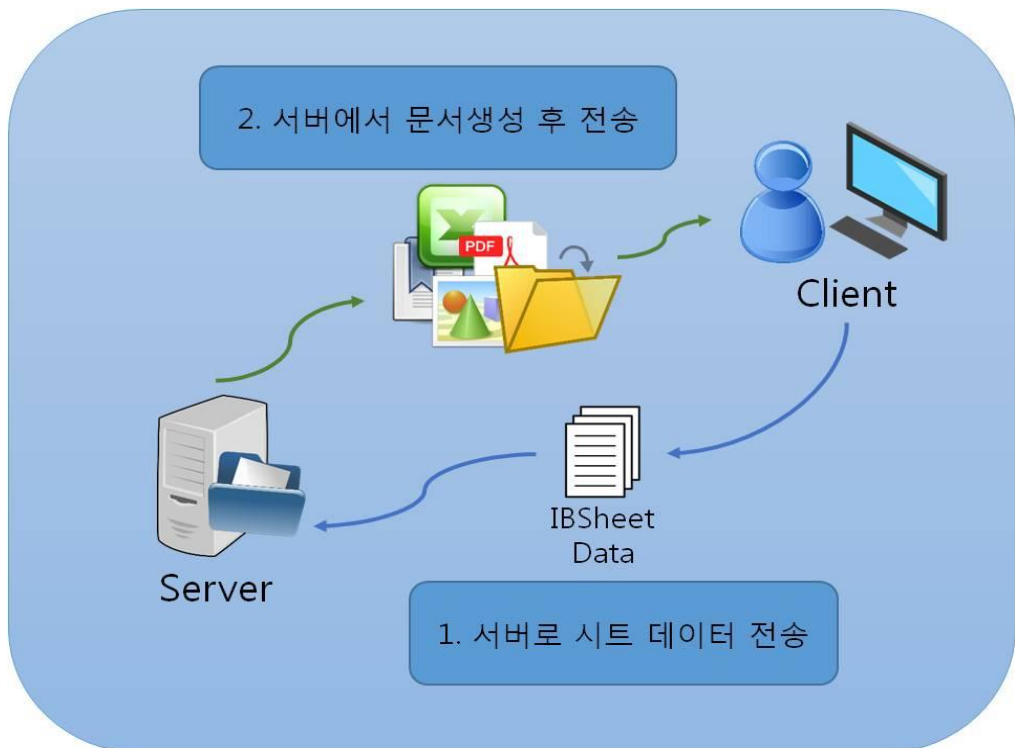 2. 서버에서 문서생성 후 전송
PDF
Client
IBSheet
Data
Server
1. 서버로 시트 데이터 전송